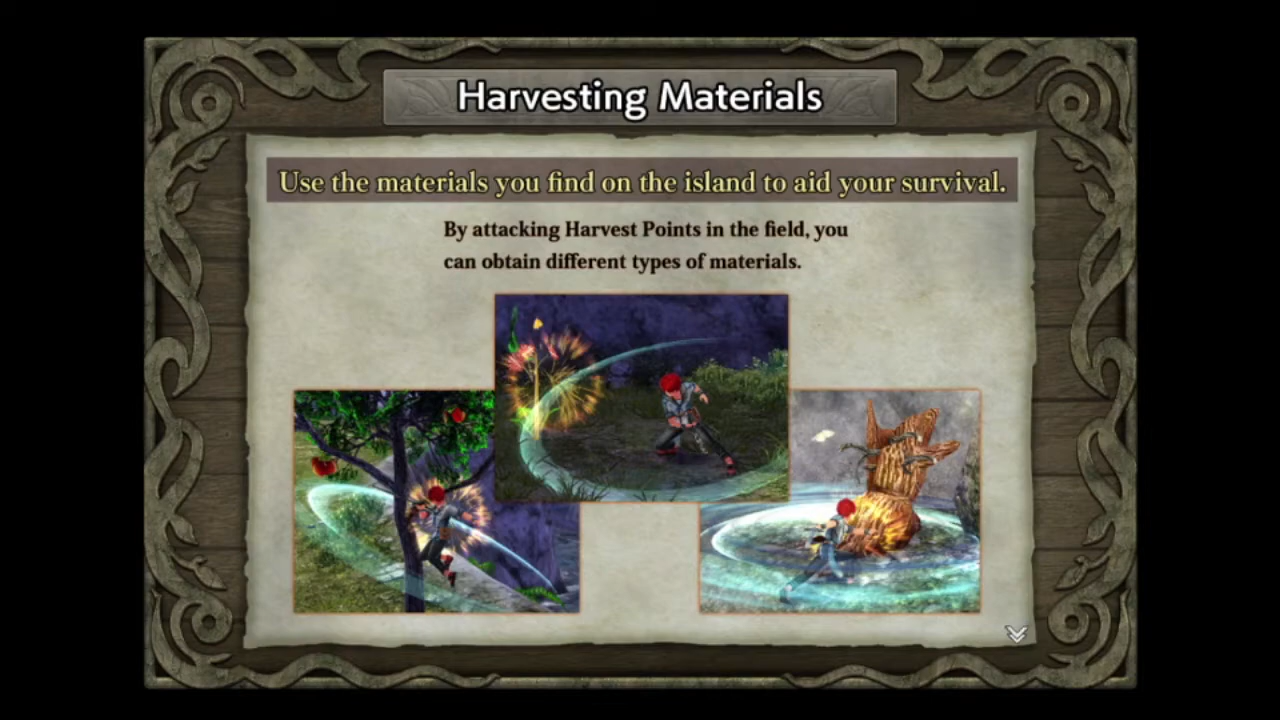 Harvesting Materials
Use the materials you find on the island to aid your survival.
By attacking Harvest Points in the field, you
can obtain different types of materials.